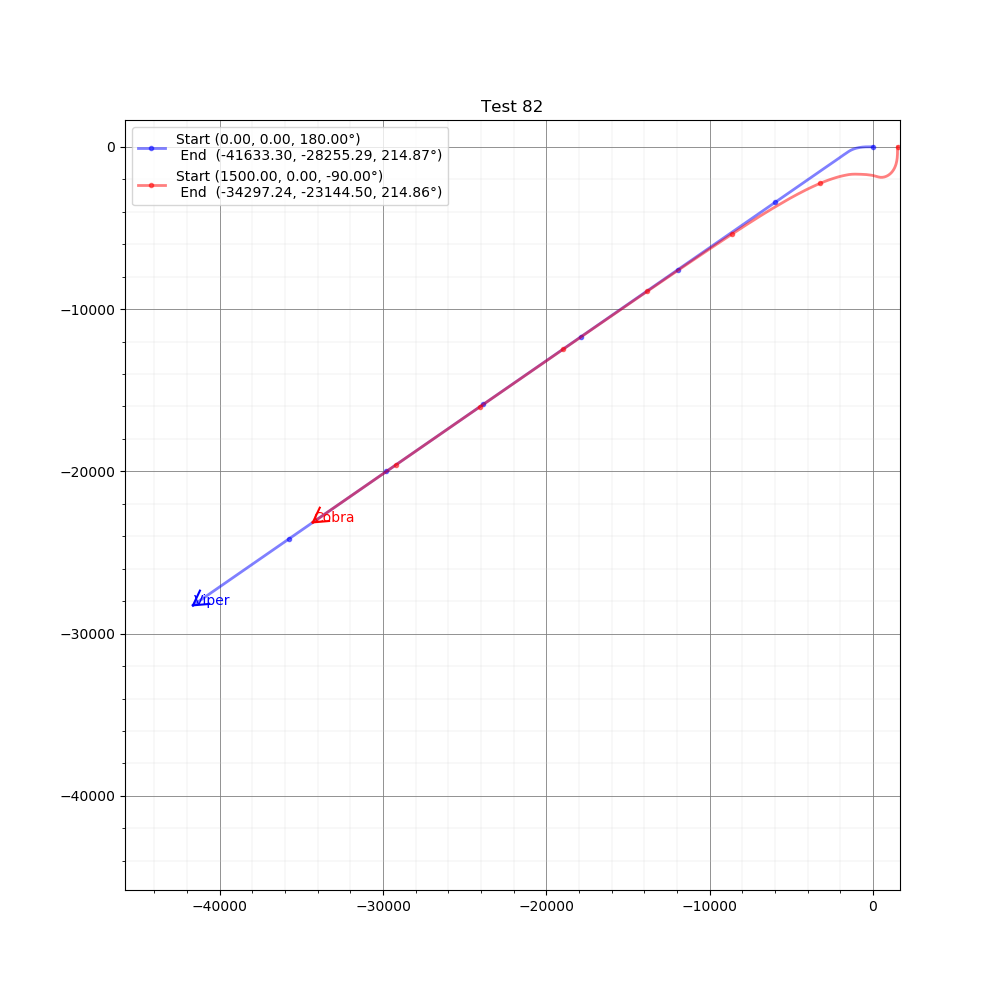 Test 82
Start (0.00, 0.00, 180.00°)
End (-41633.30, -28255.29, 214.87°)
Start (1500.00, 0.00, -90.00°)
End (-34297.24, -23144.50, 214.86°)
0
−10000
−20000
−30000
−40000
Cobra
Viper
−40000
−30000
−20000
−10000
0